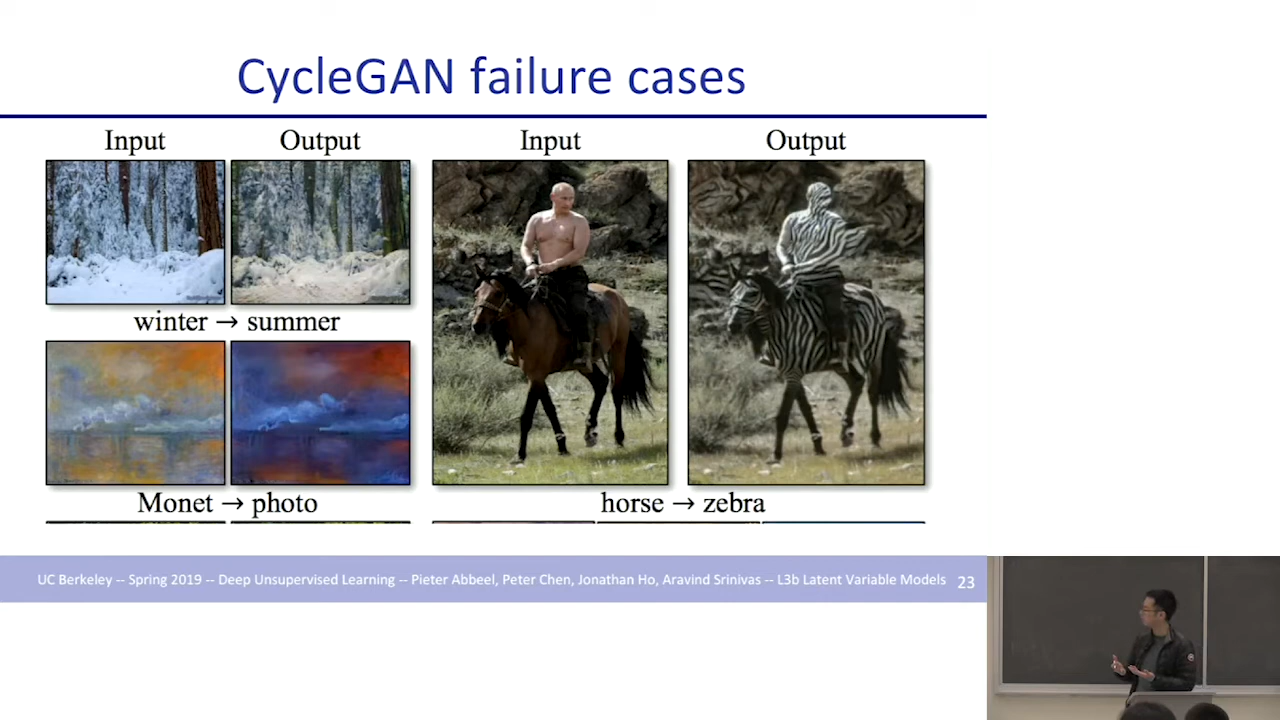 CycleGAN failure cases
Input Output Input Output
winter → summer
Monet → photo
horse → zebra
UC Berkeley -- Spring 2019 -- Deep Unsupervised Learning -- Pieter Abbeel, Peter Chen, Jonathan Ho, Aravind Srinivas -- L3b Latent Variable Models 23